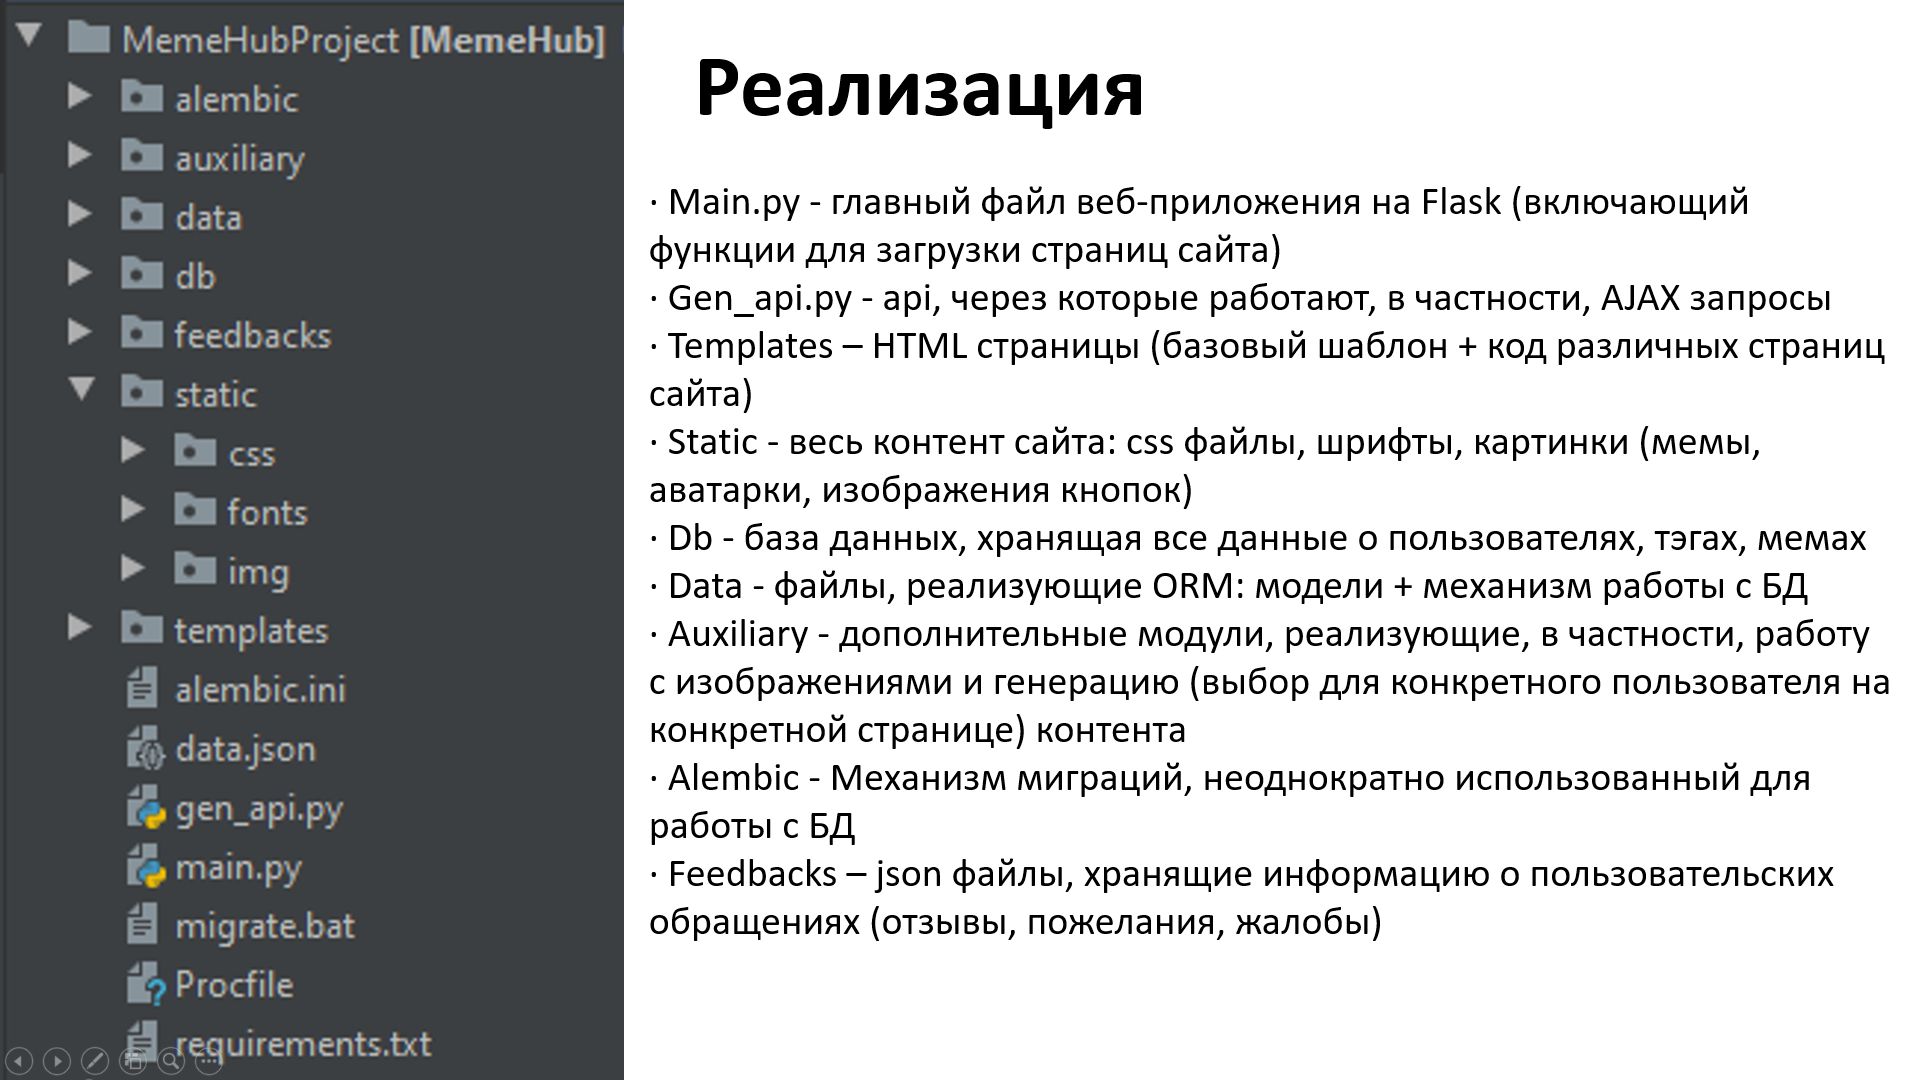 MemeHubProject [MemeHub]
alembic
auxiliary
data
db
feedbacks
static
css
fonts
img
templates
alembic.ini
data.json
gen_api.py
main.py
migrate.bat
Procfile
requirements.txt
Реализация
· Main.py - главный файл веб-приложения на Flask (включающий
функции для загрузки страниц сайта)
· Gen_api.py - api, через которые работают, в частности, AJAX запросы
· Templates – HTML страницы (базовый шаблон + код различных страниц
сайта)
· Static - весь контент сайта: css файлы, шрифты, картинки (мемы,
аватарки, изображения кнопок)
· Db - база данных, хранящая все данные о пользователях, тэгах, мемах
· Data - файлы, реализующие ORM: модели + механизм работы с БД
· Auxiliary - дополнительные модули, реализующие, в частности, работу
с изображениями и генерацию (выбор для конкретного пользователя на
конкретной странице) контента
· Alembic - Механизм миграций, неоднократно использованный для
работы с БД
· Feedbacks – json файлы, хранящие информацию о пользовательских
обращениях (отзывы, пожелания, жалобы)